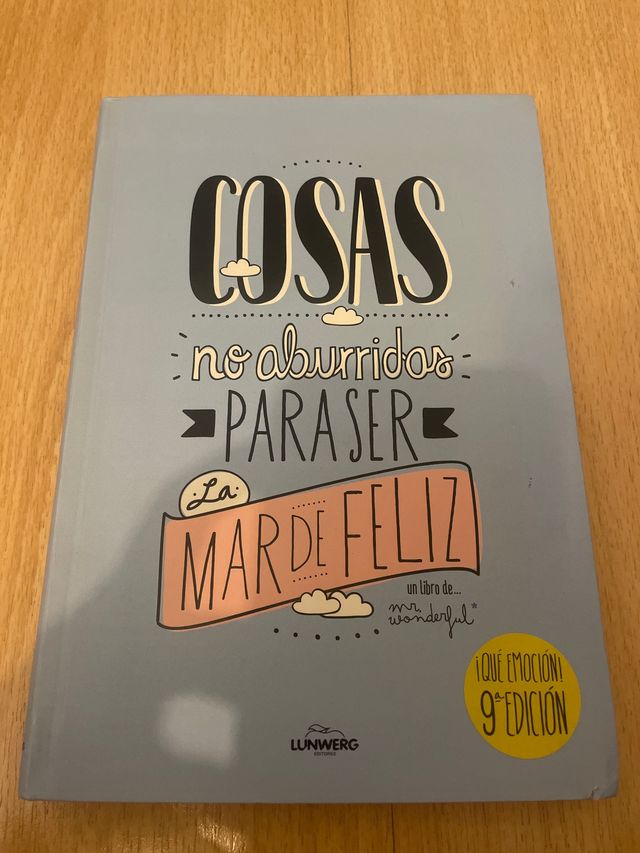 COSAS
no aburridas
PARA SER
La
MAR DE FELIZ
un libro de...
mr.
wonderful*
¡QUÉ EMOCIÓN!
9ª EDICIÓN
LUNWERG
EDITORES